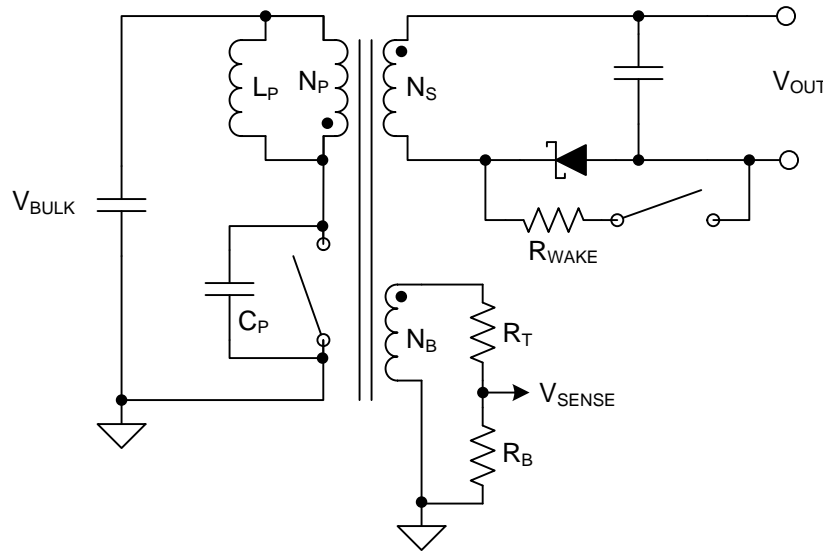 L_P
N_P
N_S
V_OUT
V_BULK
R_WAKE
C_P
N_B
R_T
V_SENSE
R_B